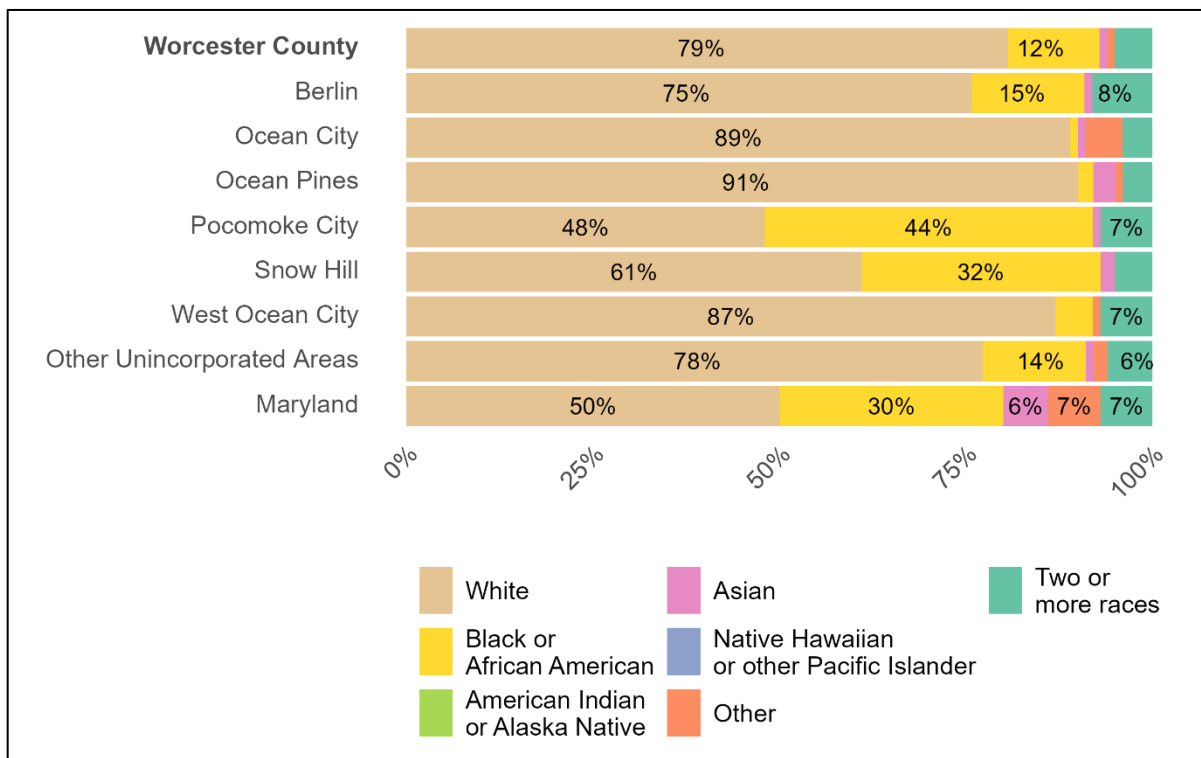 Worcester County 79% 12%
Berlin 75% 15% 8%
Ocean City 89%
Ocean Pines 91%
Pocomoke City 48% 44% 7%
Snow Hill 61% 32%
West Ocean City 87% 7%
Other Unincorporated Areas 78% 14% 6%
Maryland 50% 30% 6% 7% 7%
0% 25% 50% 75% 100%
White
Black or
African American
American Indian
or Alaska Native
Asian
Native Hawaiian
or other Pacific Islander
Other
Two or
more races